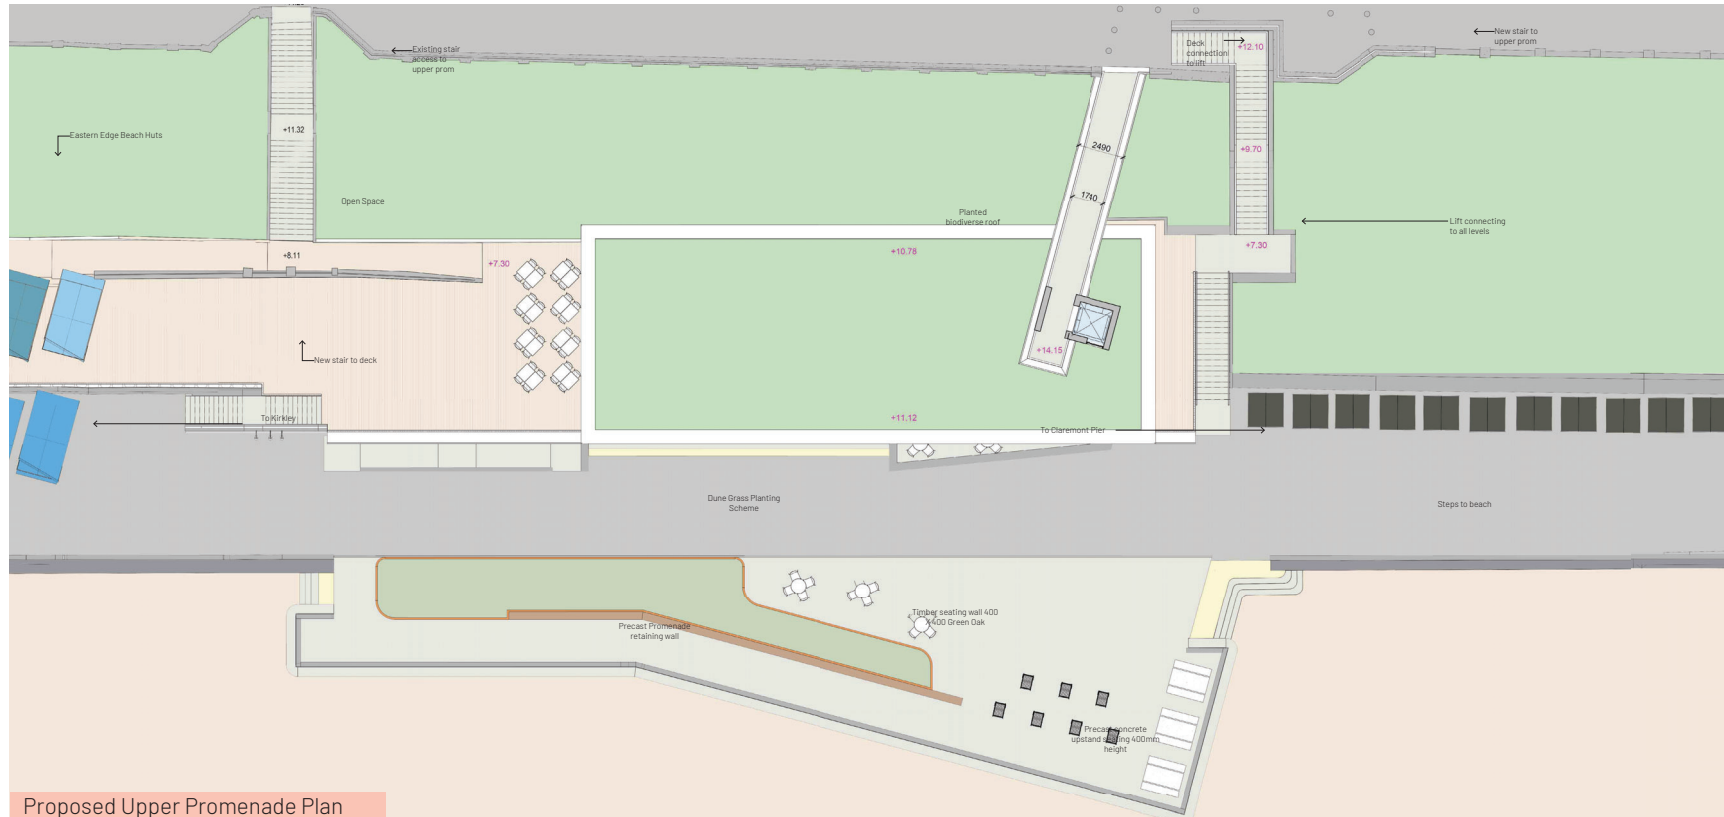 Existing stair
access to
upper prom
Deck
connection
to lift
+12.10
New stair to
upper prom
Eastern Edge Beach Huts
+11.32
2490
+9.70
1710
Open Space
Planted
biodiverse roof
Lift connecting
to all levels
+8.11
+7.30
+10.78
+7.30
New stair to deck
+14.15
To Kirkley
+11.12
To Claremont Pier
Dune Grass Planting
Scheme
Steps to beach
Timber seating wall 400
X400 Green Oak
Precast Promenade
retaining wall
Precast concrete
upstand seating 400mm
height
Proposed Upper Promenade Plan